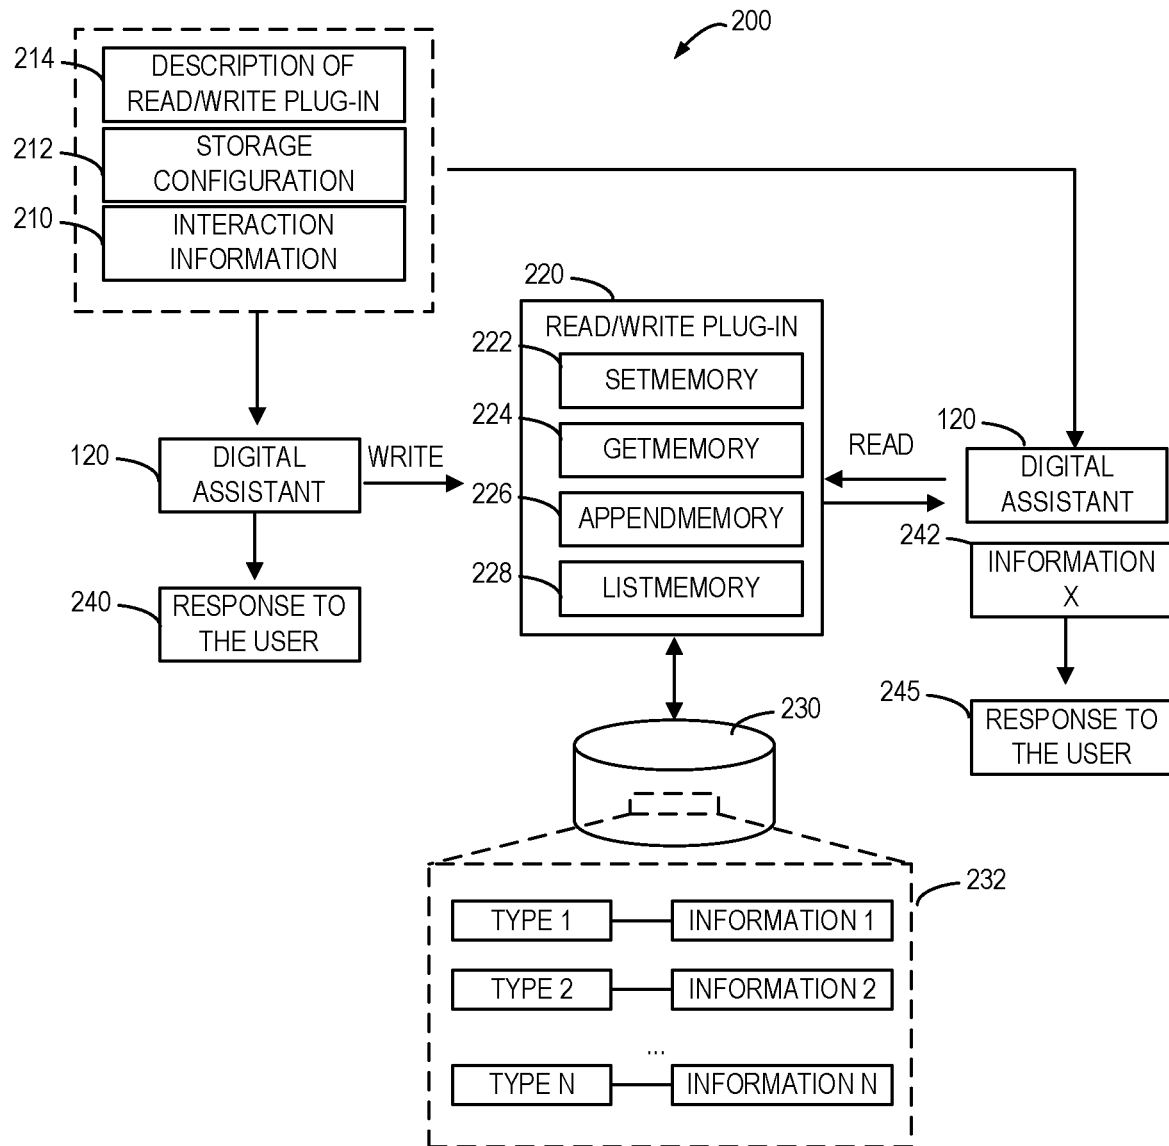 200
214
DESCRIPTION OF
READ/WRITE PLUG-IN
212
STORAGE
CONFIGURATION
210
INTERACTION
INFORMATION
220
READ/WRITE PLUG-IN
222
SETMEMORY
224
GETMEMORY
226
APPENDMEMORY
228
LISTMEMORY
120
DIGITAL
ASSISTANT
WRITE
READ
120
DIGITAL
ASSISTANT
242
INFORMATION
X
240
RESPONSE TO
THE USER
245
RESPONSE TO
THE USER
230
232
TYPE 1
INFORMATION 1
TYPE 2
INFORMATION 2
...
TYPE N
INFORMATION N